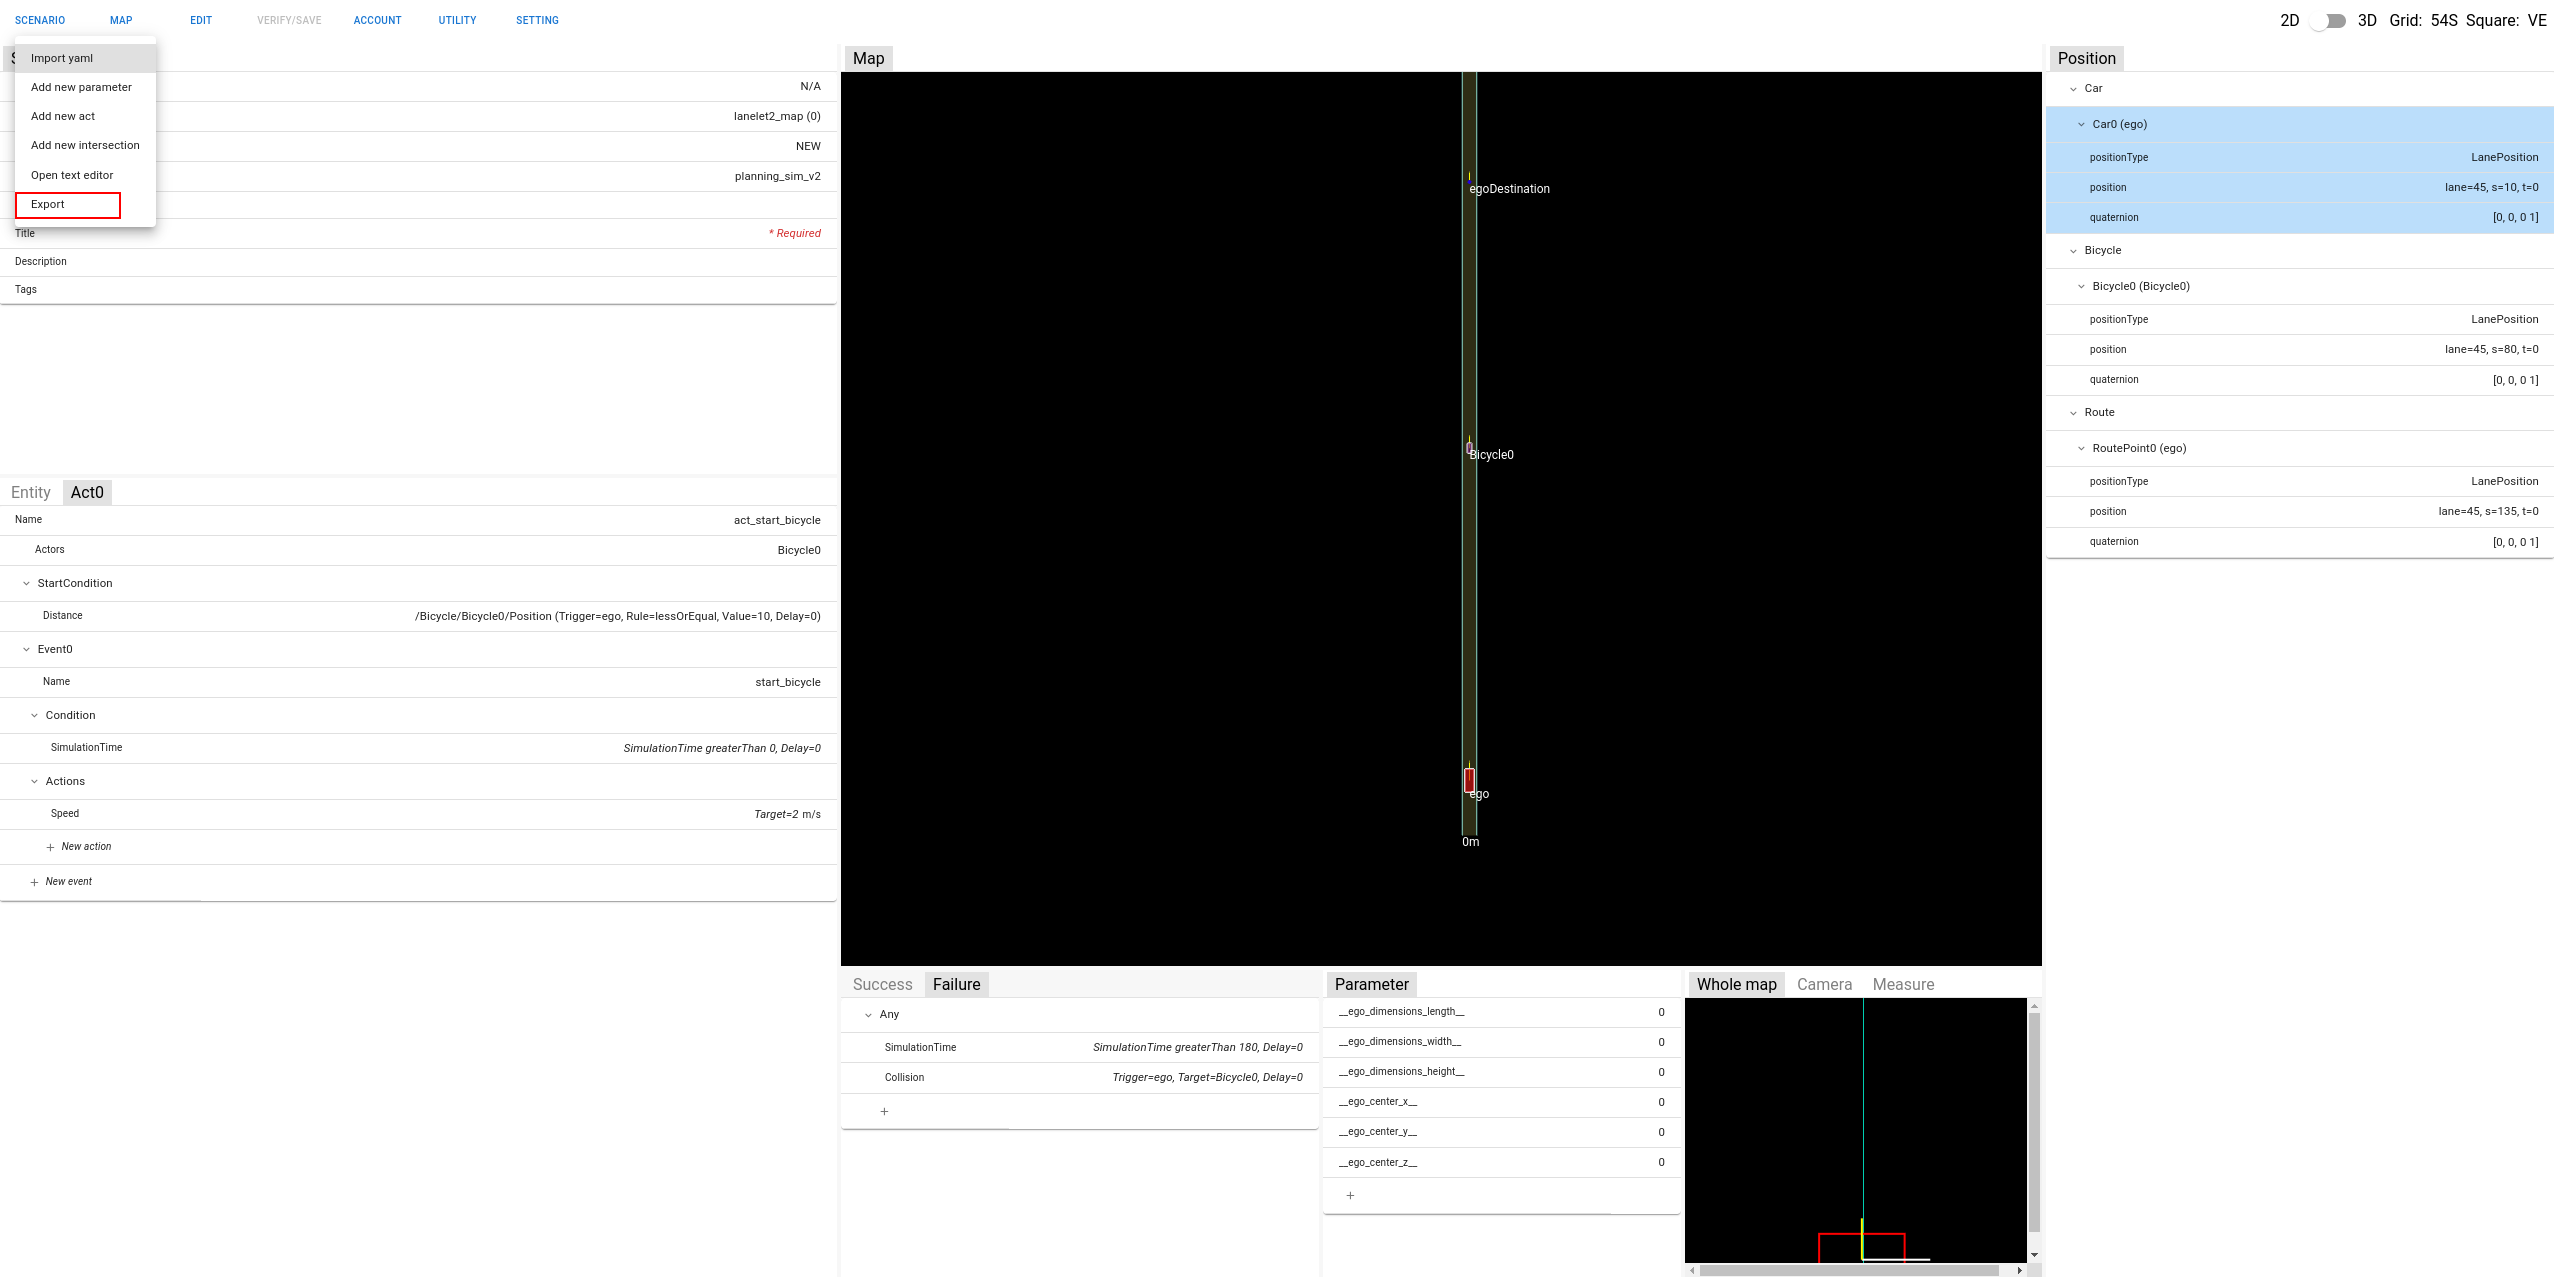 SCENARIO MAP EDIT VERIFY/SAVE ACCOUNT UTILITY SETTING
2D 3D Grid: 54S Square: VE
Import yaml
Add new parameter
Add new act
Add new intersection
Open text editor
Export
N/A
lanelet2_map (0)
NEW
planning_sim_v2
Title * Required
Description
Tags
Entity Act0
Name act_start_bicycle
Actors Bicycle0
StartCondition
Distance /Bicycle/Bicycle0/Position (Trigger=ego, Rule=lessOrEqual, Value=10, Delay=0)
Event0
Name start_bicycle
Condition
SimulationTime SimulationTime greaterThan 0, Delay=0
Actions
Speed Target=2 m/s
+ New action
+ New event
Map
egoDestination
Bicycle0
ego
0m
Success Failure
Any
SimulationTime SimulationTime greaterThan 180, Delay=0
Collision Trigger=ego, Target=Bicycle0, Delay=0
+
Parameter
__ego_dimensions_length__ 0
__ego_dimensions_width__ 0
__ego_dimensions_height__ 0
__ego_center_x__ 0
__ego_center_y__ 0
__ego_center_z__ 0
+
Whole map Camera Measure
Position
Car
Car0 (ego)
positionType LanePosition
position lane=45, s=10, t=0
quaternion [0, 0, 0 1]
Bicycle
Bicycle0 (Bicycle0)
positionType LanePosition
position lane=45, s=80, t=0
quaternion [0, 0, 0 1]
Route
RoutePoint0 (ego)
positionType LanePosition
position lane=45, s=135, t=0
quaternion [0, 0, 0 1]